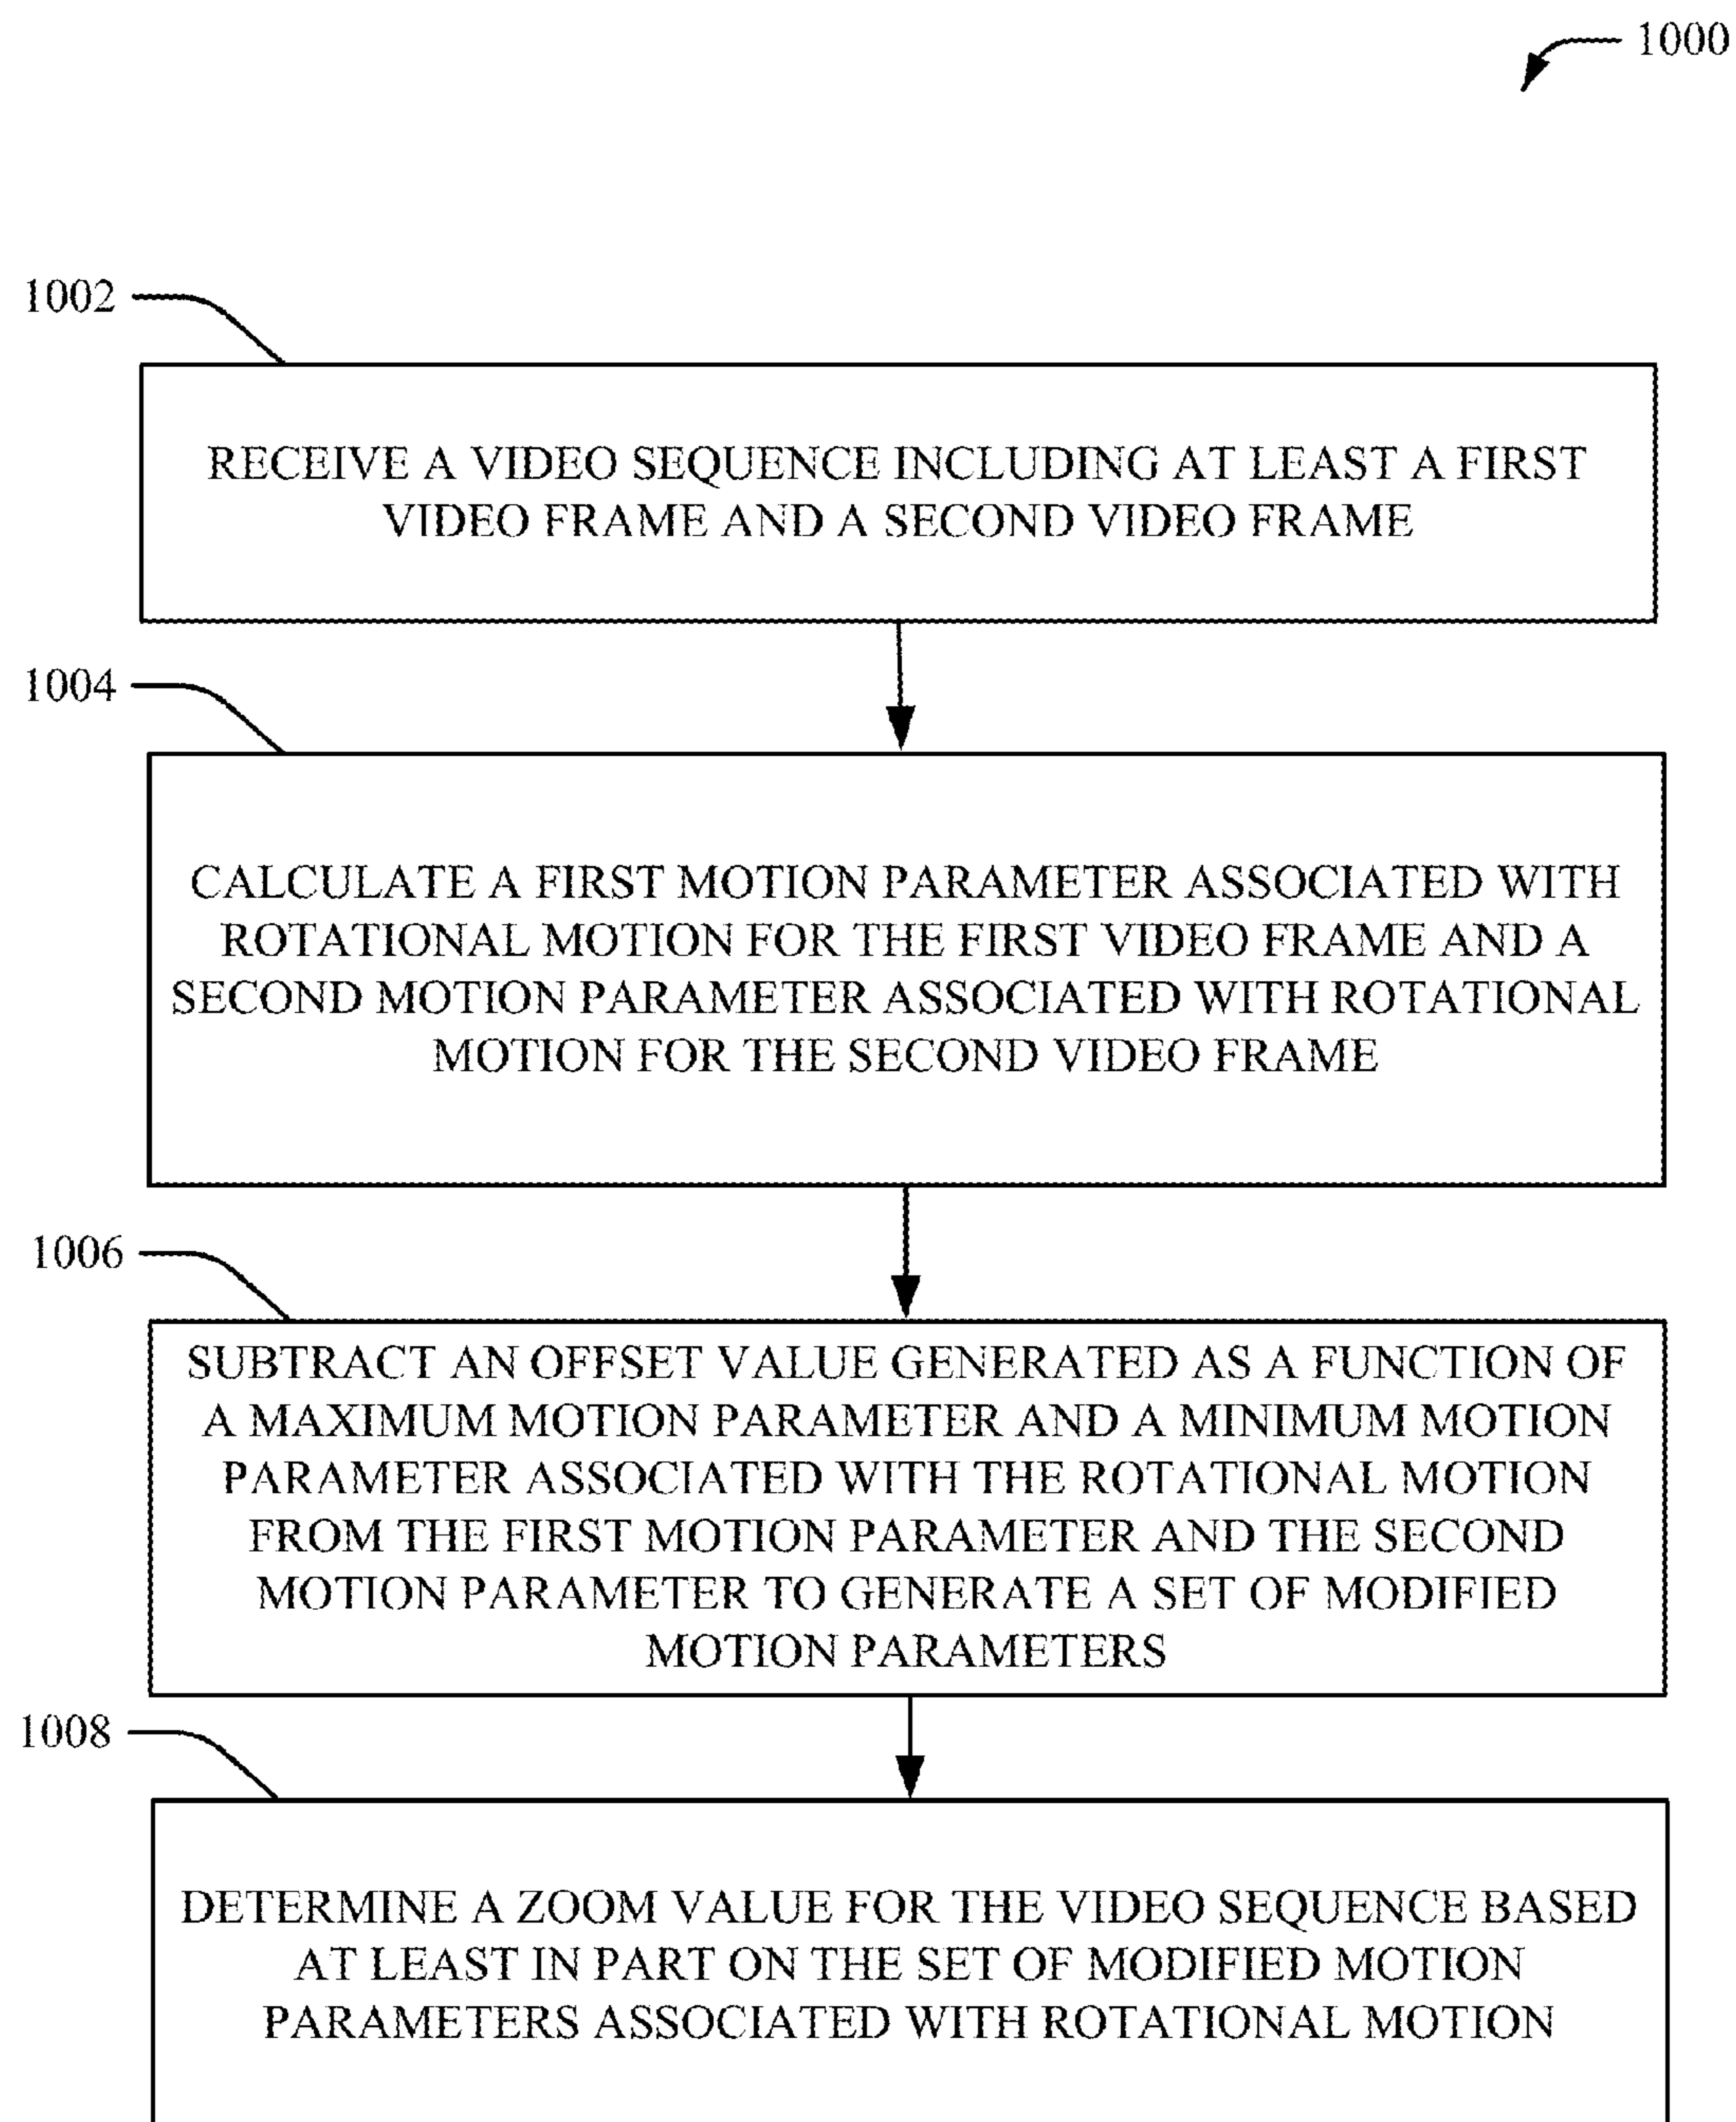 1000
1002
RECEIVE A VIDEO SEQUENCE INCLUDING AT LEAST A FIRST
VIDEO FRAME AND A SECOND VIDEO FRAME
1004
CALCULATE A FIRST MOTION PARAMETER ASSOCIATED WITH
ROTATIONAL MOTION FOR THE FIRST VIDEO FRAME AND A
SECOND MOTION PARAMETER ASSOCIATED WITH ROTATIONAL
MOTION FOR THE SECOND VIDEO FRAME
1006
SUBTRACT AN OFFSET VALUE GENERATED AS A FUNCTION OF
A MAXIMUM MOTION PARAMETER AND A MINIMUM MOTION
PARAMETER ASSOCIATED WITH THE ROTATIONAL MOTION
FROM THE FIRST MOTION PARAMETER AND THE SECOND
MOTION PARAMETER TO GENERATE A SET OF MODIFIED
MOTION PARAMETERS
1008
DETERMINE A ZOOM VALUE FOR THE VIDEO SEQUENCE BASED
AT LEAST IN PART ON THE SET OF MODIFIED MOTION
PARAMETERS ASSOCIATED WITH ROTATIONAL MOTION